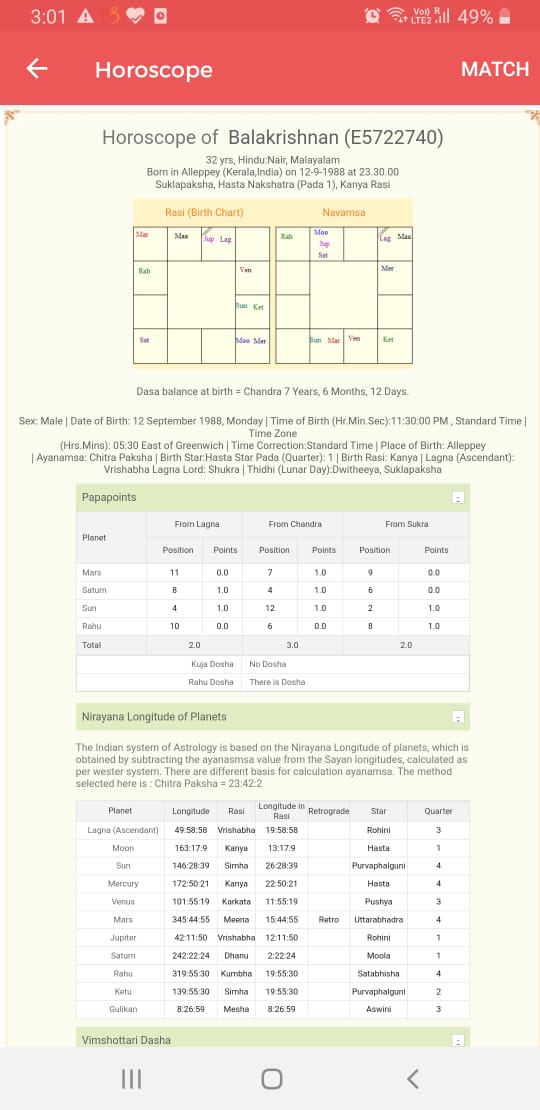 3:01 Vo)) R LTE2 49%
Horoscope MATCH
Horoscope of Balakrishnan (E5722740)
32 yrs, Hindu:Nair, Malayalam
Born in Alleppey (Kerala,India) on 12-9-1988 at 23.30.00
Suklapaksha, Hasta Nakshatra (Pada 1), Kanya Rasi
Rasi (Birth Chart) Navamsa
Mar Maa Jup Lag Rah Moo Lag Maa
Jup
Sat
Rah Ven Mer
Sun Ket
Sat Moo Mer Sun Mar Ven Ket
Dasa balance at birth = Chandra 7 Years, 6 Months, 12 Days.
Sex: Male | Date of Birth: 12 September 1988, Monday | Time of Birth (Hr.Min.Sec):11:30:00 PM , Standard Time |
Time Zone
(Hrs.Mins): 05:30 East of Greenwich | Time Correction:Standard Time | Place of Birth: Alleppey
| Ayanamsa: Chitra Paksha | Birth Star:Hasta Star Pada (Quarter): 1 | Birth Rasi: Kanya | Lagna (Ascendant):
Vrishabha Lagna Lord: Shukra | Thidhi (Lunar Day):Dwitheeya, Suklapaksha
Papapoints
Planet From Lagna From Chandra From Sukra
Position Points Position Points Position Points
Mars 11 0.0 7 1.0 9 0.0
Saturn 8 1.0 4 1.0 6 0.0
Sun 4 1.0 12 1.0 2 1.0
Rahu 10 0.0 6 0.0 8 1.0
Total 2.0 3.0 2.0
Kuja Dosha No Dosha
Rahu Dosha There is Dosha
Nirayana Longitude of Planets
The Indian system of Astrology is based on the Nirayana Longitude of planets, which is
obtained by subtracting the ayanasmsa value from the Sayan longitudes, calculated as
per wester system. There are different basis for calculation ayanamsa. The method
selected here is : Chitra Paksha = 23:42:2
Planet Longitude Rasi Longitude in Rasi Retrograde Star Quarter
Lagna (Ascendant) 49:58:58 Vrishabha 19:58:58 Rohini 3
Moon 163:17:9 Kanya 13:17:9 Hasta 1
Sun 146:28:39 Simha 26:28:39 Purvaphalguni 4
Mercury 172:50:21 Kanya 22:50:21 Hasta 4
Venus 101:55:19 Karkata 11:55:19 Pushya 3
Mars 345:44:55 Meena 15:44:55 Retro Uttarabhadra 4
Jupiter 42:11:50 Vrishabha 12:11:50 Rohini 1
Saturn 242:22:24 Dhanu 2:22:24 Moola 1
Rahu 319:55:30 Kumbha 19:55:30 Satabhisha 4
Ketu 139:55:30 Simha 19:55:30 Purvaphalguni 2
Gulikan 8:26:59 Mesha 8:26:59 Aswini 3
Vimshottari Dasha